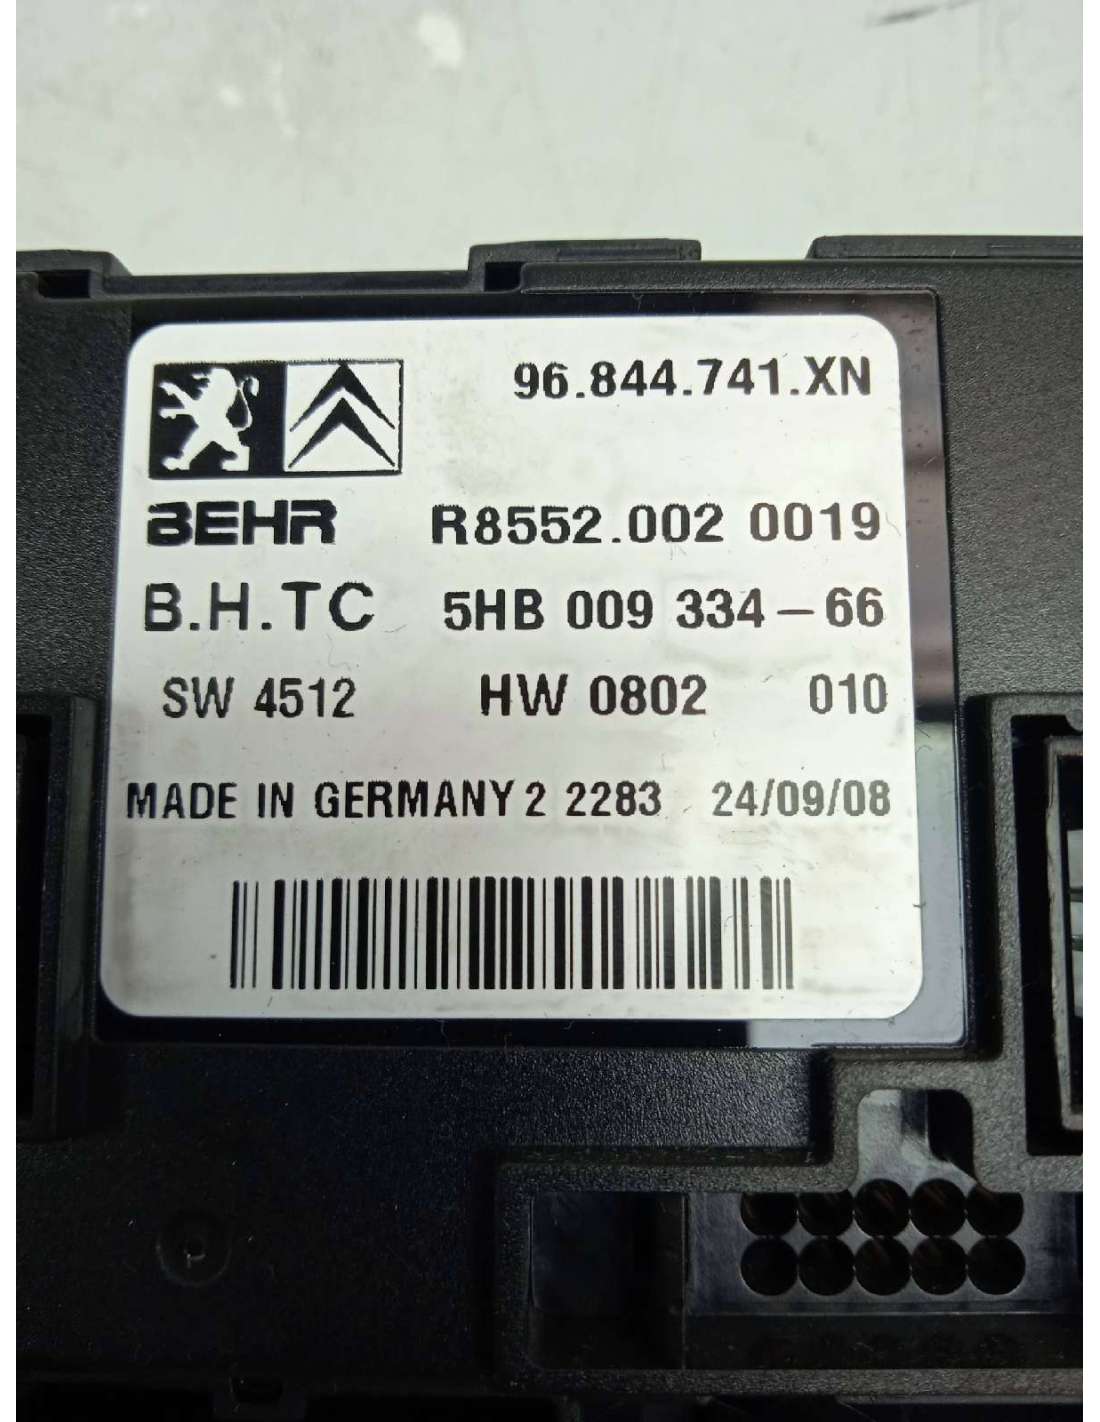 96.844.741.XN
BEHR R8552.002 0019
B.H.TC 5HB 009 334-66
SW 4512 HW 0802 010
MADE IN GERMANY 2 2283 24/09/08